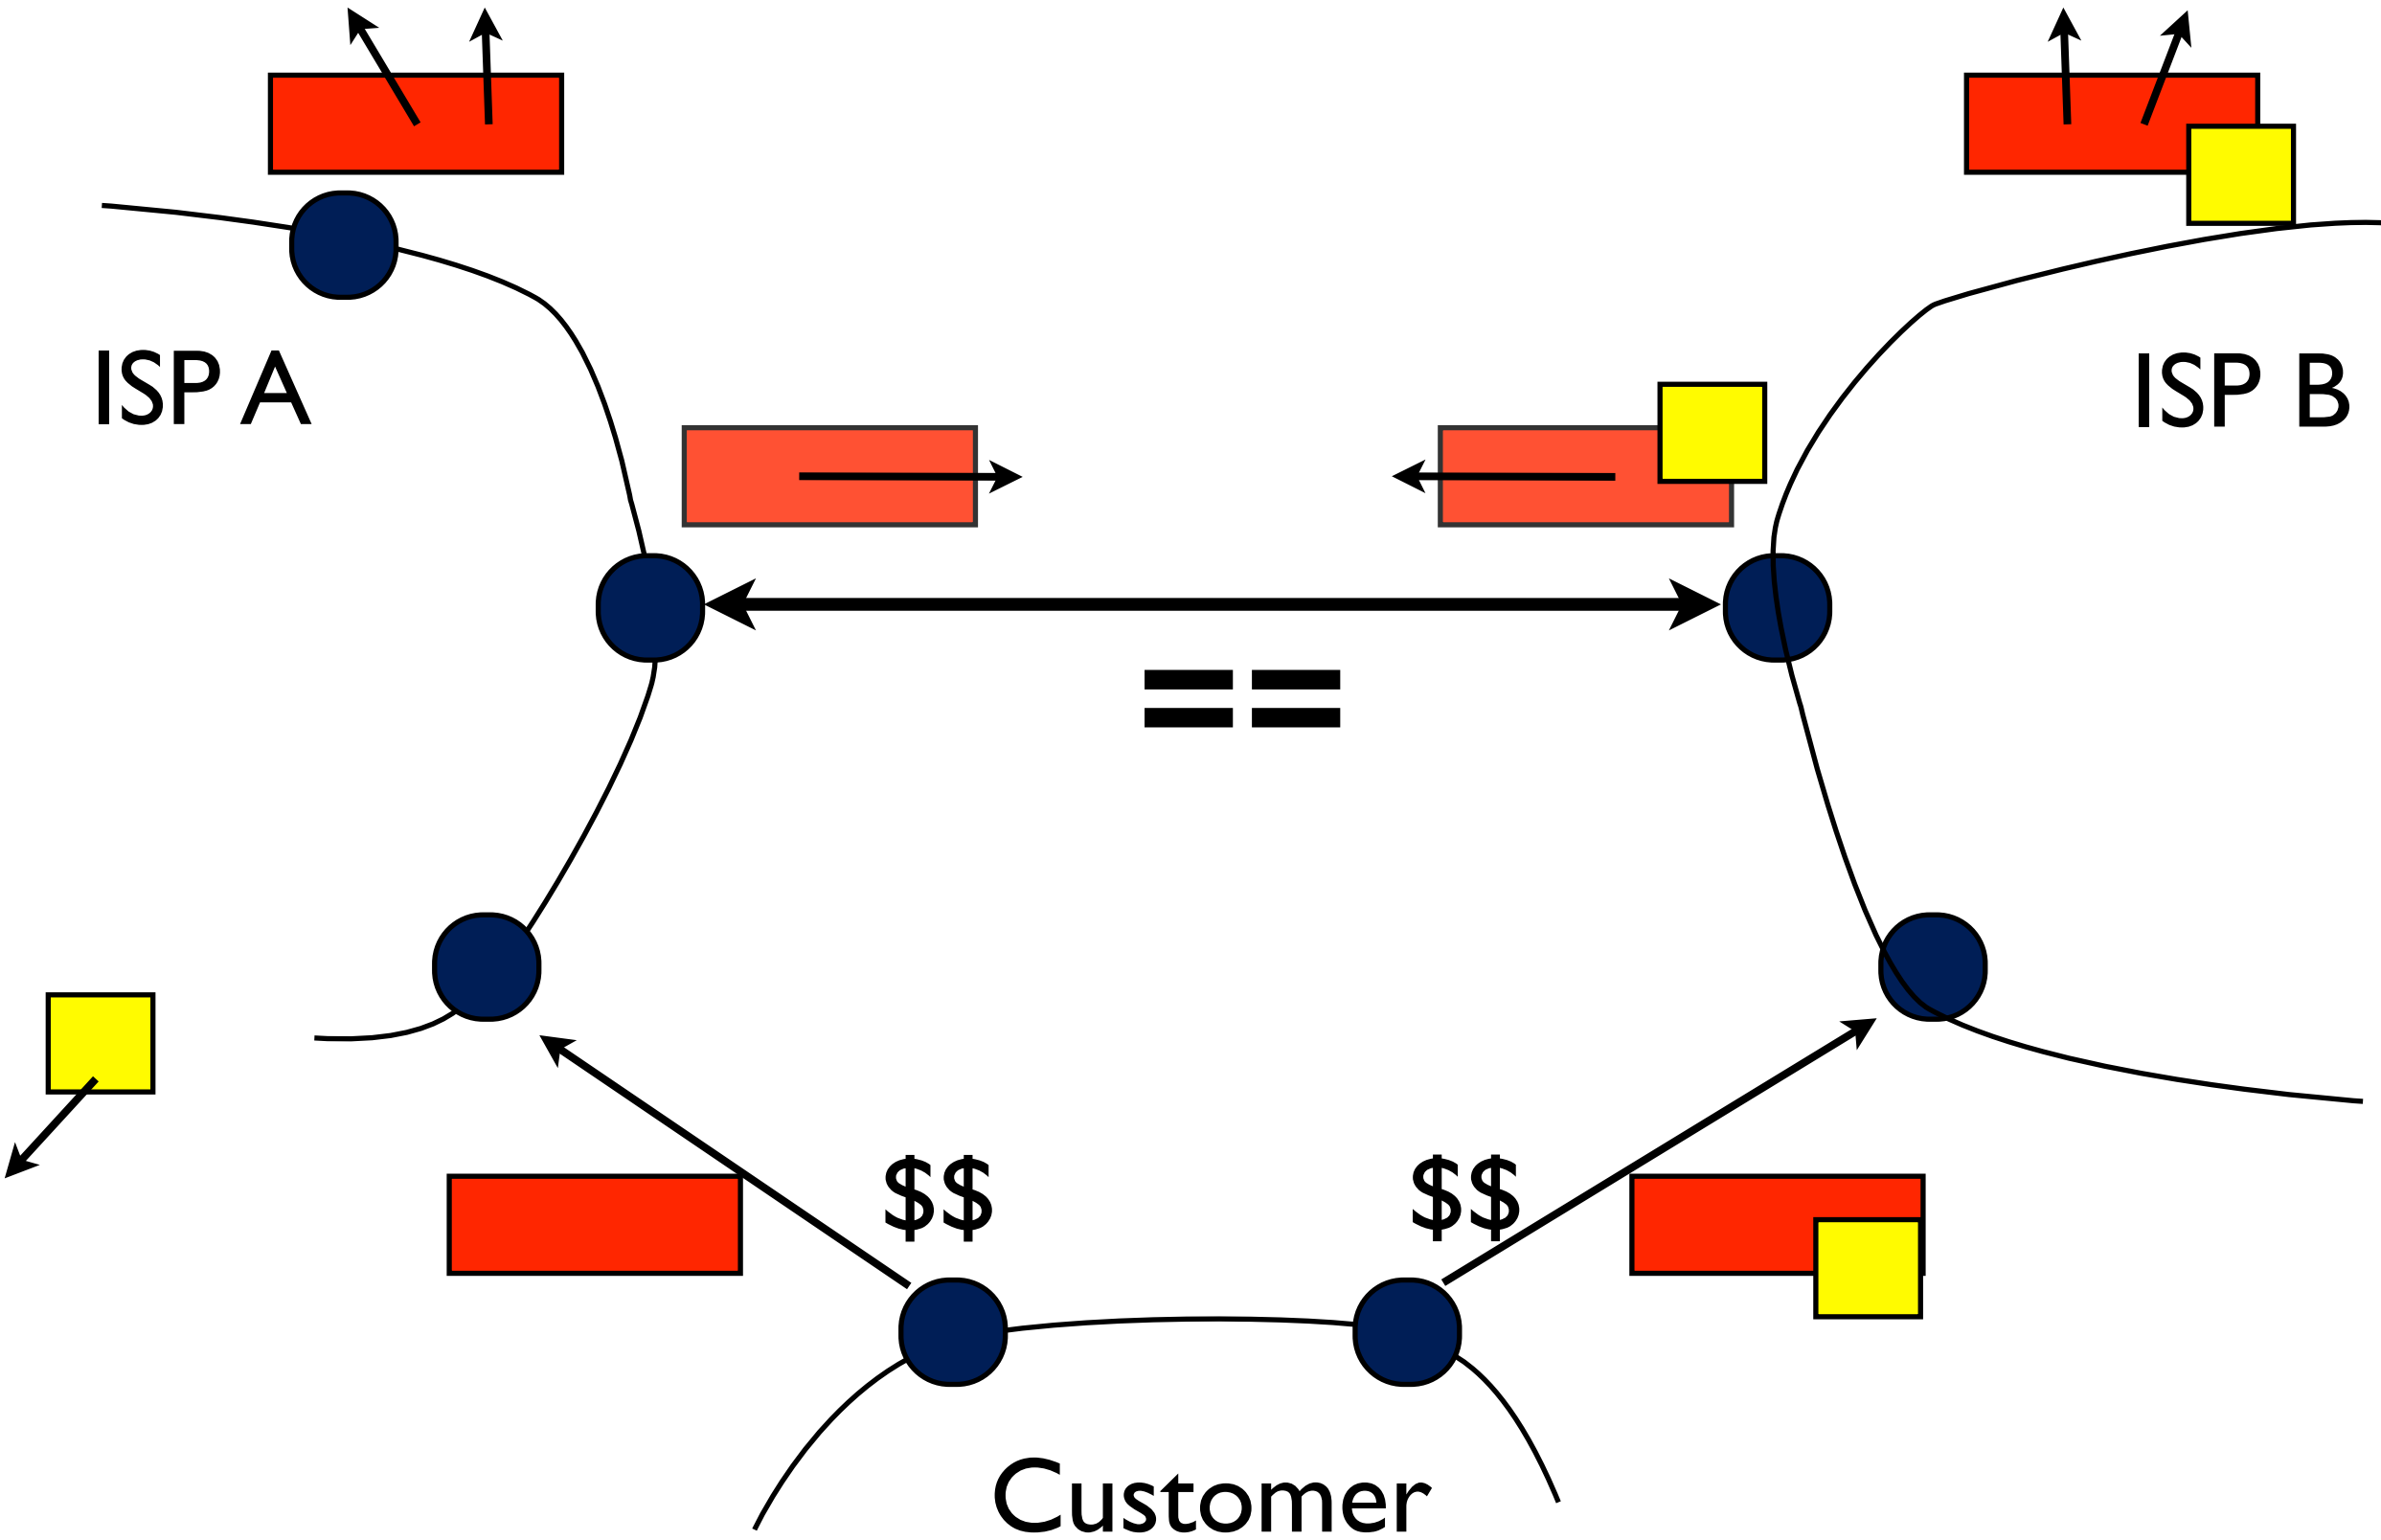 ISP A
ISP B
==
$$
$$
Customer